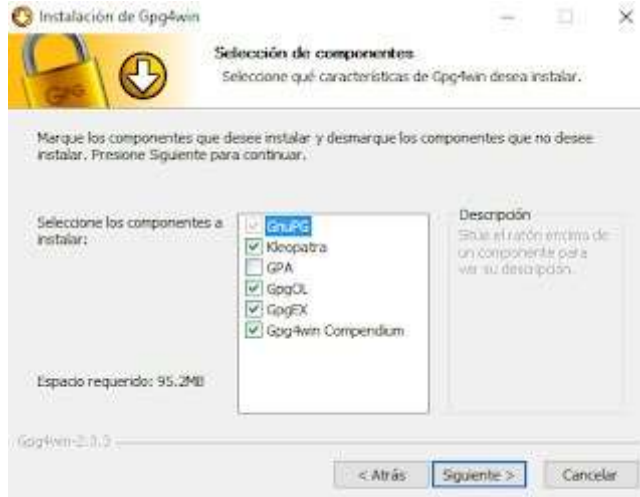 Instalación de Gpg4win
GPG
Selección de componentes
Seleccione qué características de Gpg4win desea instalar.
Marque los componentes que desee instalar y desmarque los componentes que no desee
instalar. Presione Siguiente para continuar.
Seleccione los componentes a
instalar:
GnuPG
Kleopatra
GPA
GpgOL
GpgEX
Gpg4win Compendium
Descripción
Sitúe el ratón encima de
un componente para
ver su descripción.
Espacio requerido: 95.2MB
< Atrás
Siguiente >
Cancelar